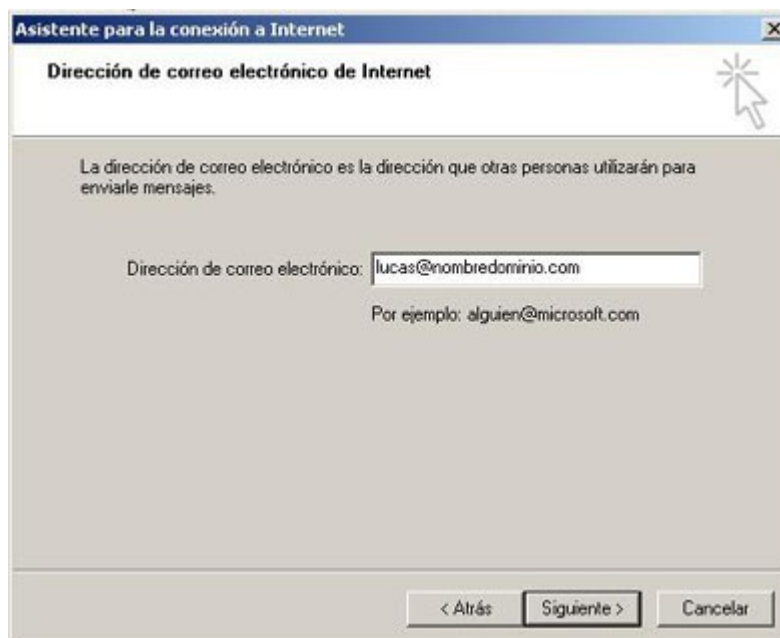 Asistente para la conexión a Internet
Dirección de correo electrónico de Internet
La dirección de correo electrónico es la dirección que otras personas utilizarán para
enviarle mensajes.
Dirección de correo electrónico: lucas@nombredominio.com
Por ejemplo: alguien@microsoft.com
< Atrás Siguiente > Cancelar